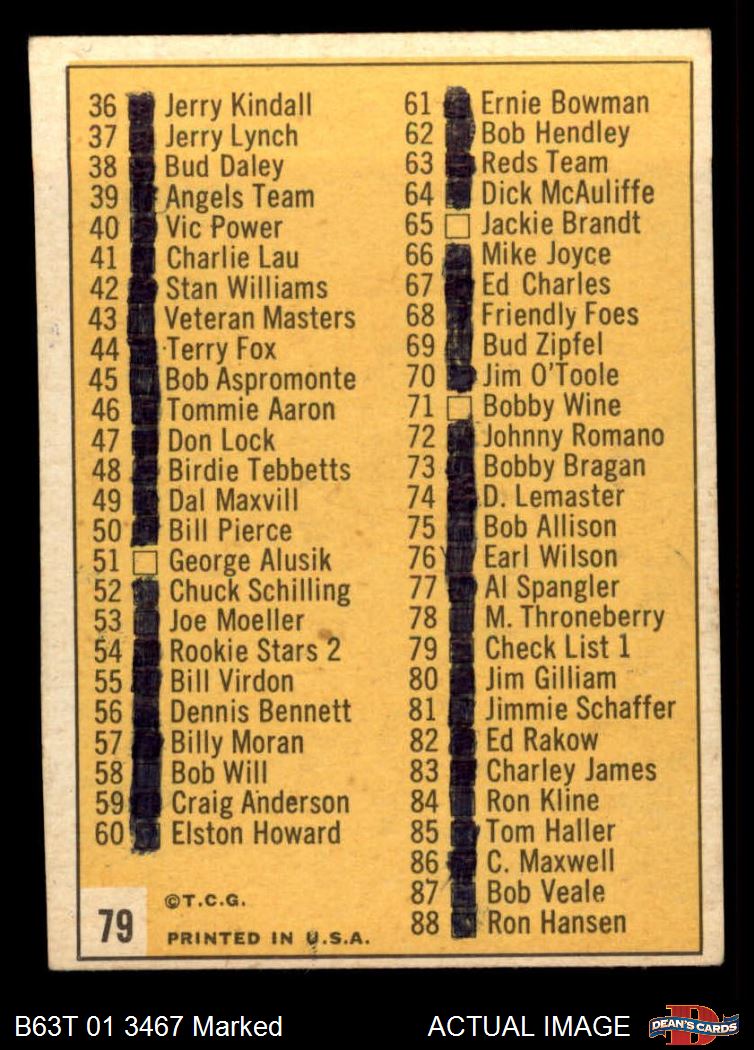 36 Jerry Kindall
37 Jerry Lynch
38 Bud Daley
39 Angels Team
40 Vic Power
41 Charlie Lau
42 Stan Williams
43 Veteran Masters
44 Terry Fox
45 Bob Aspromonte
46 Tommie Aaron
47 Don Lock
48 Birdie Tebbetts
49 Dal Maxvill
50 Bill Pierce
51 George Alusik
52 Chuck Schilling
53 Joe Moeller
54 Rookie Stars 2
55 Bill Virdon
56 Dennis Bennett
57 Billy Moran
58 Bob Will
59 Craig Anderson
60 Elston Howard
61 Ernie Bowman
62 Bob Hendley
63 Reds Team
64 Dick McAuliffe
65 Jackie Brandt
66 Mike Joyce
67 Ed Charles
68 Friendly Foes
69 Bud Zipfel
70 Jim O'Toole
71 Bobby Wine
72 Johnny Romano
73 Bobby Bragan
74 D. Lemaster
75 Bob Allison
76 Earl Wilson
77 Al Spangler
78 M. Throneberry
79 Check List 1
80 Jim Gilliam
81 Jimmie Schaffer
82 Ed Rakow
83 Charley James
84 Ron Kline
85 Tom Haller
86 C. Maxwell
87 Bob Veale
88 Ron Hansen
79
©T.C.G.
PRINTED IN U.S.A.
B63T 01 3467 Marked
ACTUAL IMAGE
D
DEAN'S CARDS